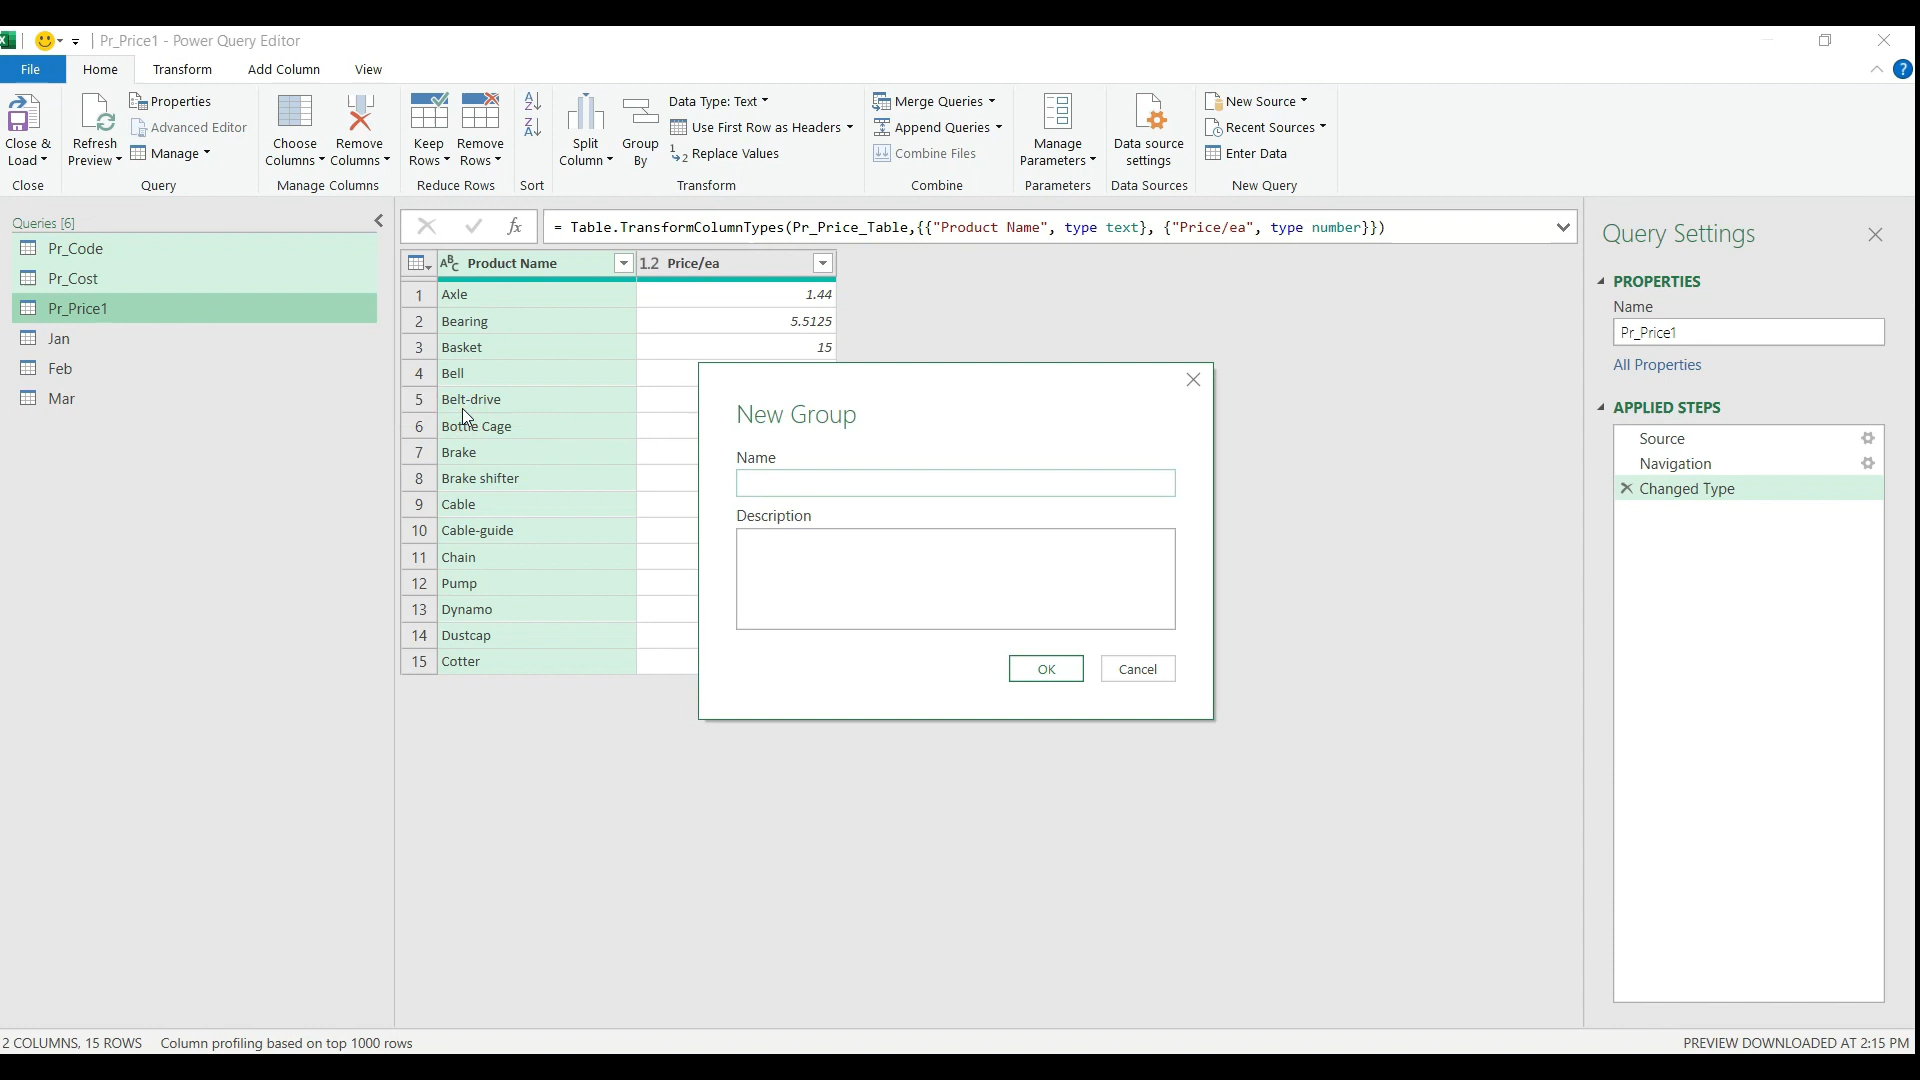 Pr_Price1 - Power Query Editor
File Home Transform Add Column View
Close & Load
Close
Refresh Preview
Properties
Advanced Editor
Manage
Query
Choose Columns
Remove Columns
Manage Columns
Keep Rows
Remove Rows
Reduce Rows
Sort
Split Column
Group By
Data Type: Text
Use First Row as Headers
Replace Values
Transform
Merge Queries
Append Queries
Combine Files
Combine
Manage Parameters
Parameters
Data source settings
Data Sources
New Source
Recent Sources
Enter Data
New Query
Queries [6]
Pr_Code
Pr_Cost
Pr_Price1
Jan
Feb
Mar
fx = Table.TransformColumnTypes(Pr_Price_Table,{{"Product Name", type text}, {"Price/ea", type number}})
ABC Product Name 1.2 Price/ea
1 Axle 1.44
2 Bearing 5.5125
3 Basket 15
4 Bell
5 Belt-drive
6 Bottle Cage
7 Brake
8 Brake shifter
9 Cable
10 Cable-guide
11 Chain
12 Pump
13 Dynamo
14 Dustcap
15 Cotter
New Group
Name
Description
OK Cancel
Query Settings
PROPERTIES
Name
Pr_Price1
All Properties
APPLIED STEPS
Source
Navigation
Changed Type
2 COLUMNS, 15 ROWS Column profiling based on top 1000 rows
PREVIEW DOWNLOADED AT 2:15 PM